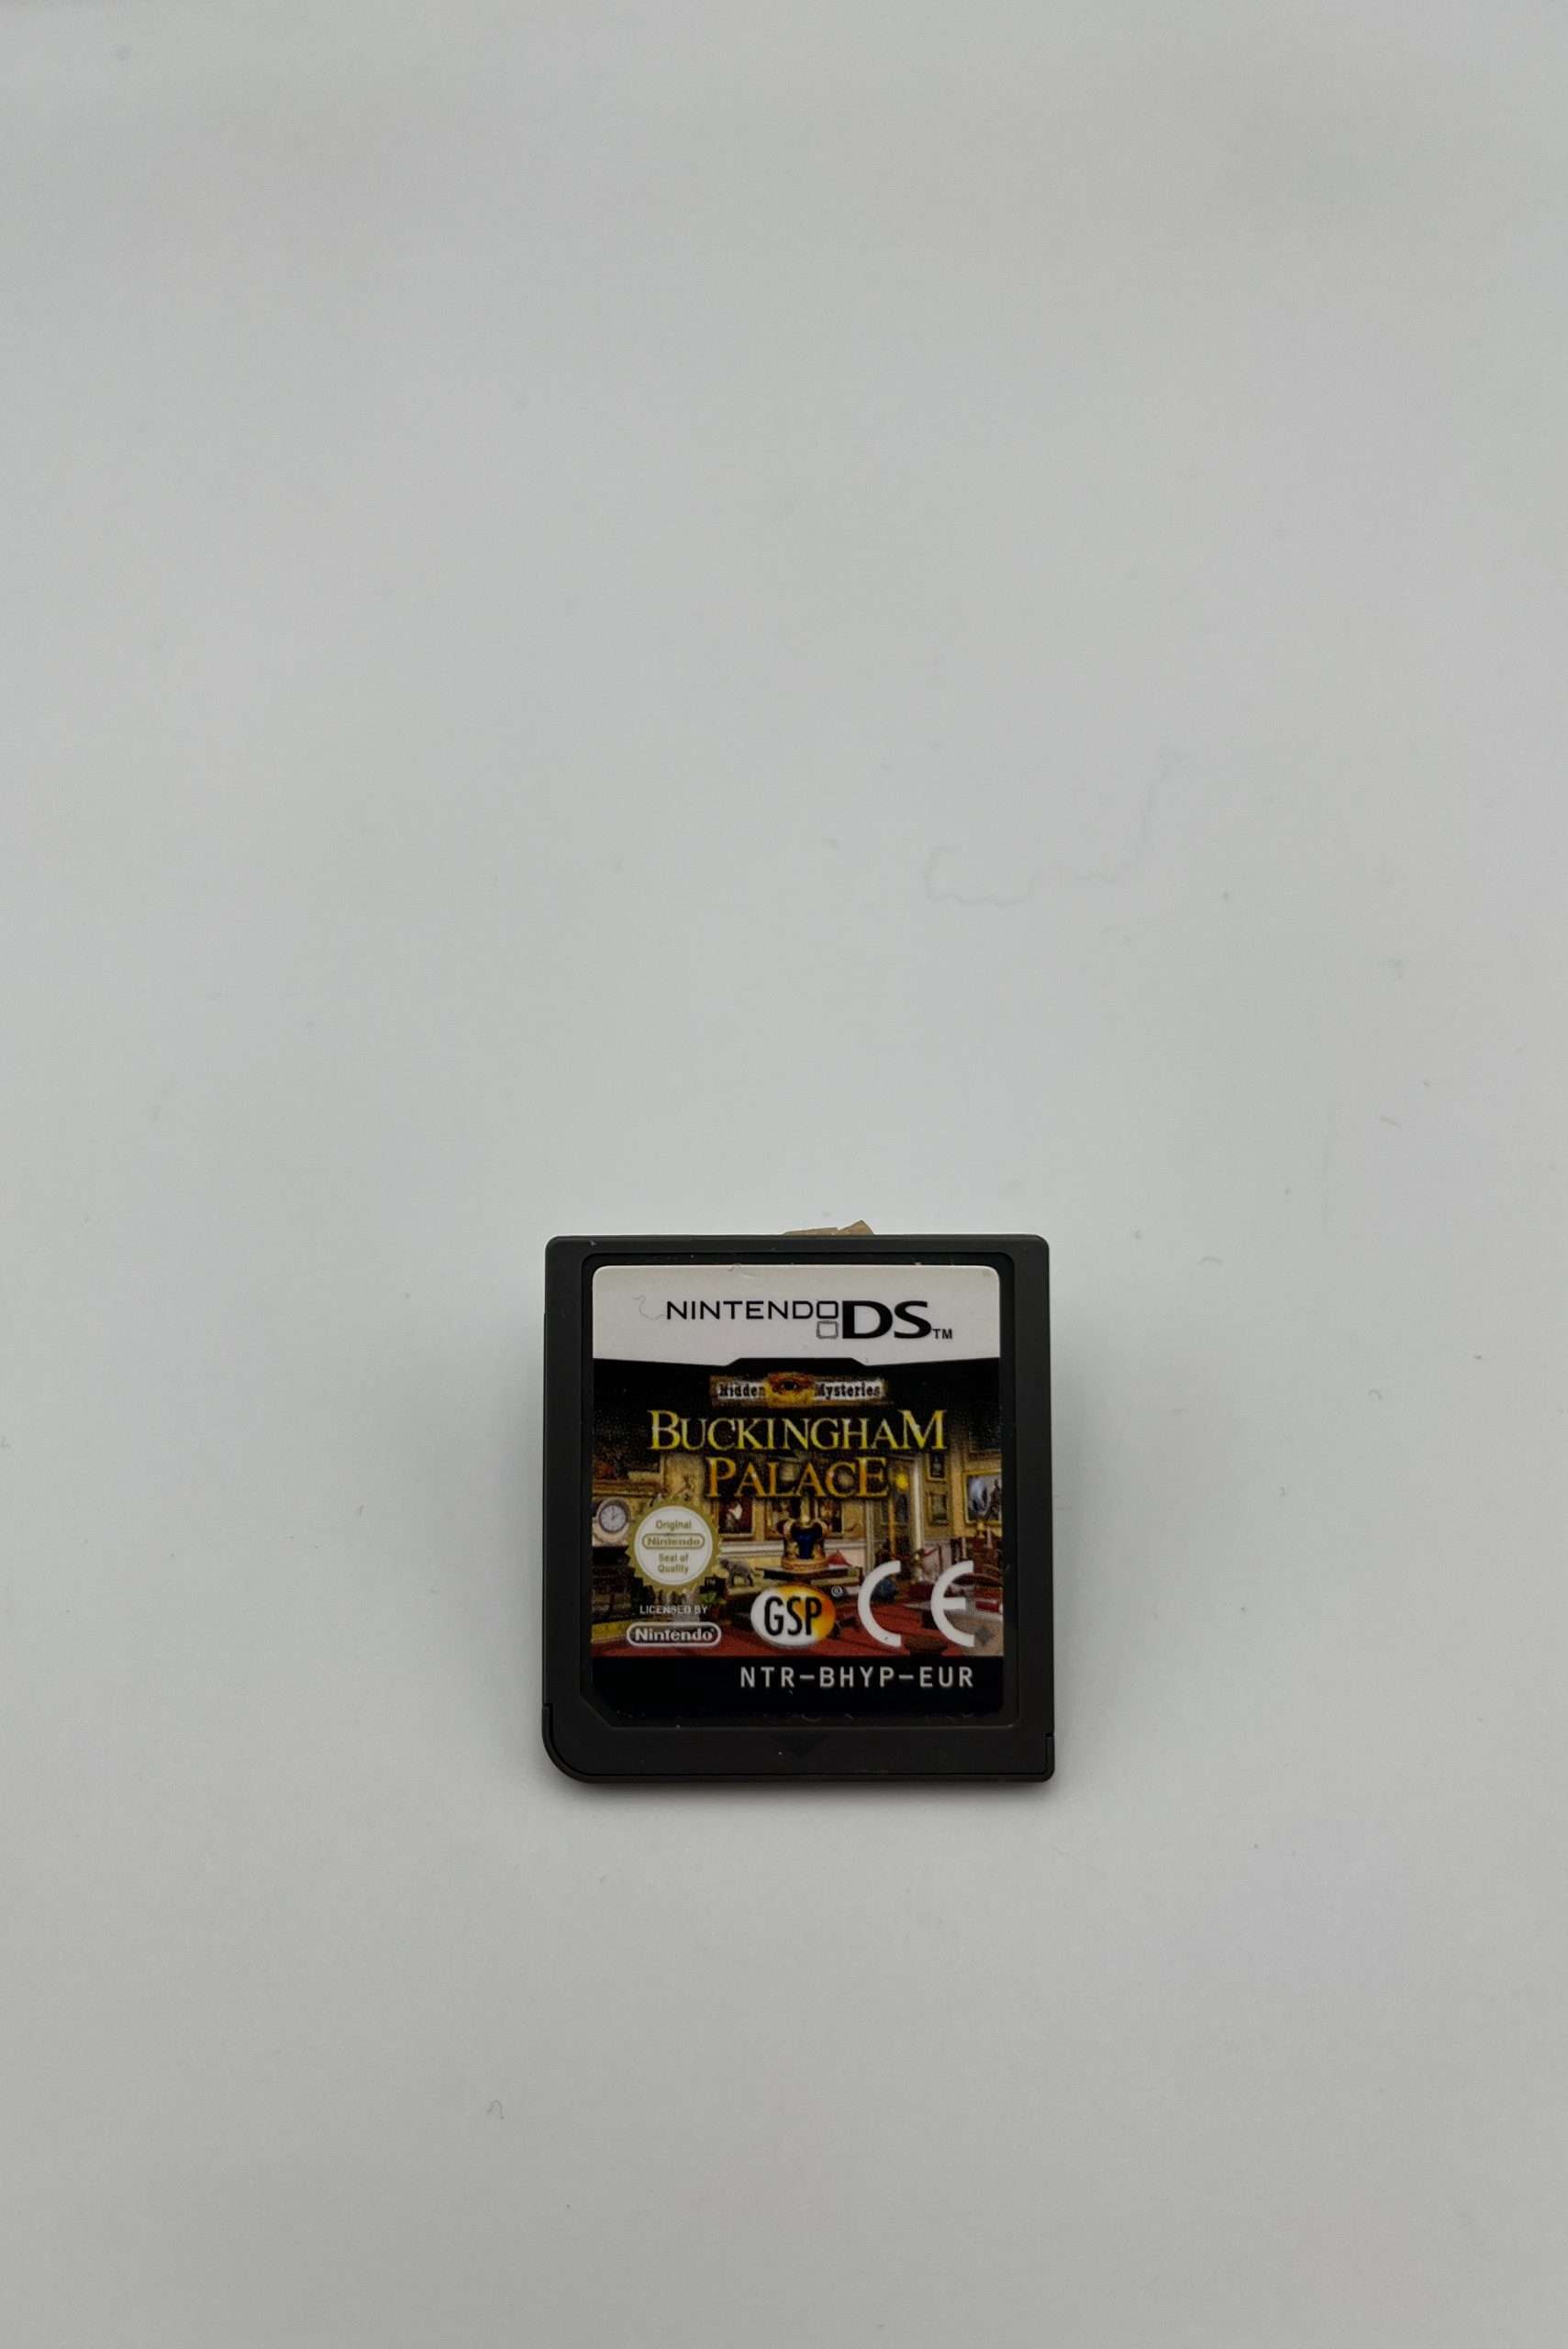 NINTENDO DS™
Hidden Mysteries
BUCKINGHAM
PALACE
Original
Nintendo
Seal of
Quality
™
LICENSED BY
Nintendo®
GSP®
CE
NTR-BHYP-EUR